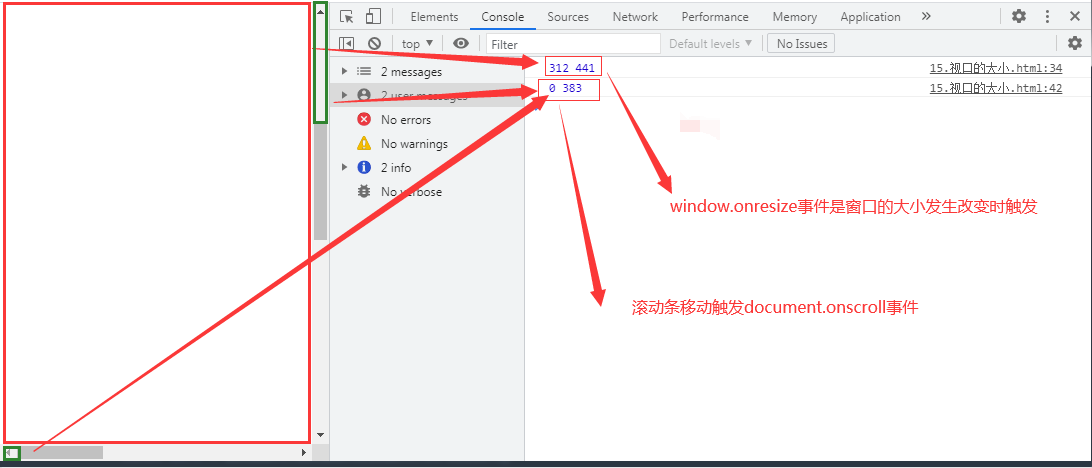 Elements Console Sources Network Performance Memory Application
top Filter Default levels No Issues
2 messages
2 user messages
No errors
No warnings
2 info
No verbose
312 441 15.视口的大小.html:34
0 383 15.视口的大小.html:42
window.onresize事件是窗口的大小发生改变时触发
滚动条移动触发document.onscroll事件